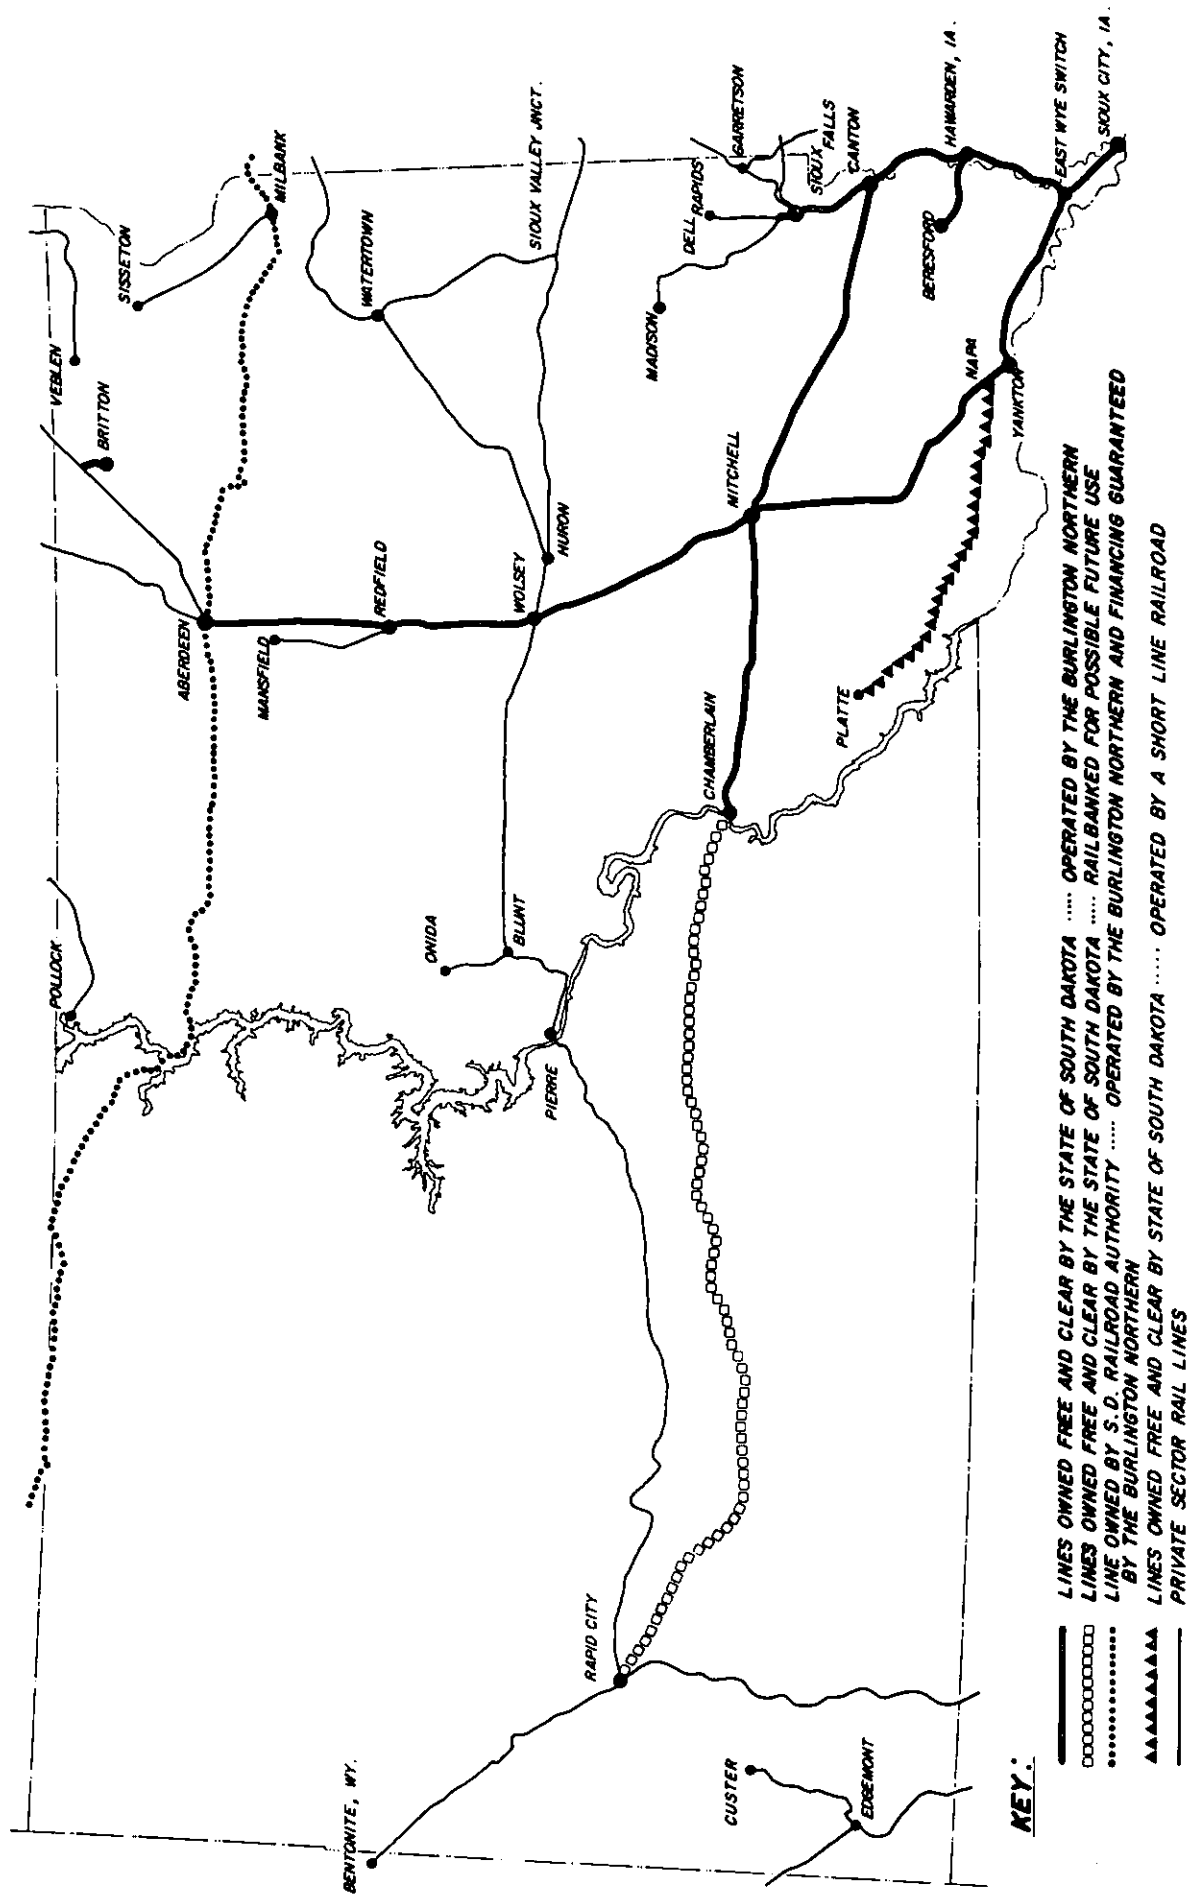 BENTONITE, WY.
RAPID CITY
CUSTER
EDGEMONT
POLLOCK
ONIDA
BLUNT
PIERRE
CHAMBERLAIN
PLATTE
ABERDEEN
MANSFIELD
REDFIELD
WOLSEY
HURON
MITCHELL
VEBLEN
BRITTON
SISSETON
MILBANK
WATERTOWN
SIOUX VALLEY JNCT.
MADISON
DELL
RAPIDS
GARRETSON
SIOUX
FALLS
CANTON
BERESFORD
HAWARDEN, IA.
NAPA
YANKTON
EAST WYE SWITCH
SIOUX CITY, IA.
KEY:
LINES OWNED FREE AND CLEAR BY THE STATE OF SOUTH DAKOTA ..... OPERATED BY THE BURLINGTON NORTHERN
LINES OWNED FREE AND CLEAR BY THE STATE OF SOUTH DAKOTA ..... RAILBANKED FOR POSSIBLE FUTURE USE
LINE OWNED BY S.D. RAILROAD AUTHORITY ..... OPERATED BY THE BURLINGTON NORTHERN AND FINANCING GUARANTEED
BY THE BURLINGTON NORTHERN
LINES OWNED FREE AND CLEAR BY STATE OF SOUTH DAKOTA ..... OPERATED BY A SHORT LINE RAILROAD
PRIVATE SECTOR RAIL LINES